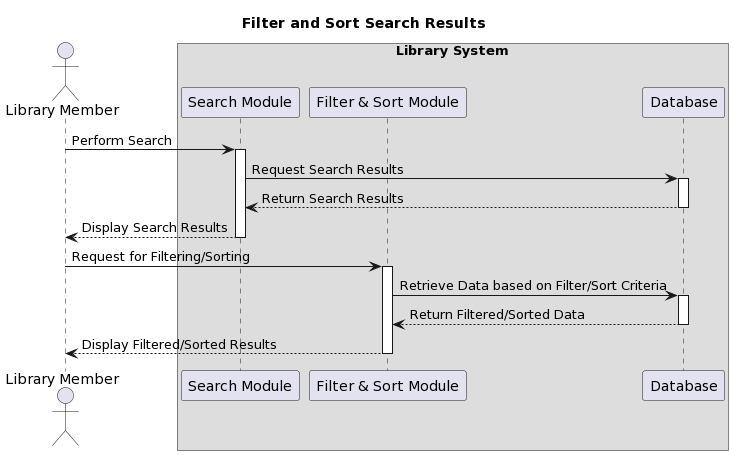 Filter and Sort Search Results
Library System
Library Member
Search Module
Filter & Sort Module
Database
Perform Search
Request Search Results
Return Search Results
Display Search Results
Request for Filtering/Sorting
Retrieve Data based on Filter/Sort Criteria
Return Filtered/Sorted Data
Display Filtered/Sorted Results
Library Member
Search Module
Filter & Sort Module
Database